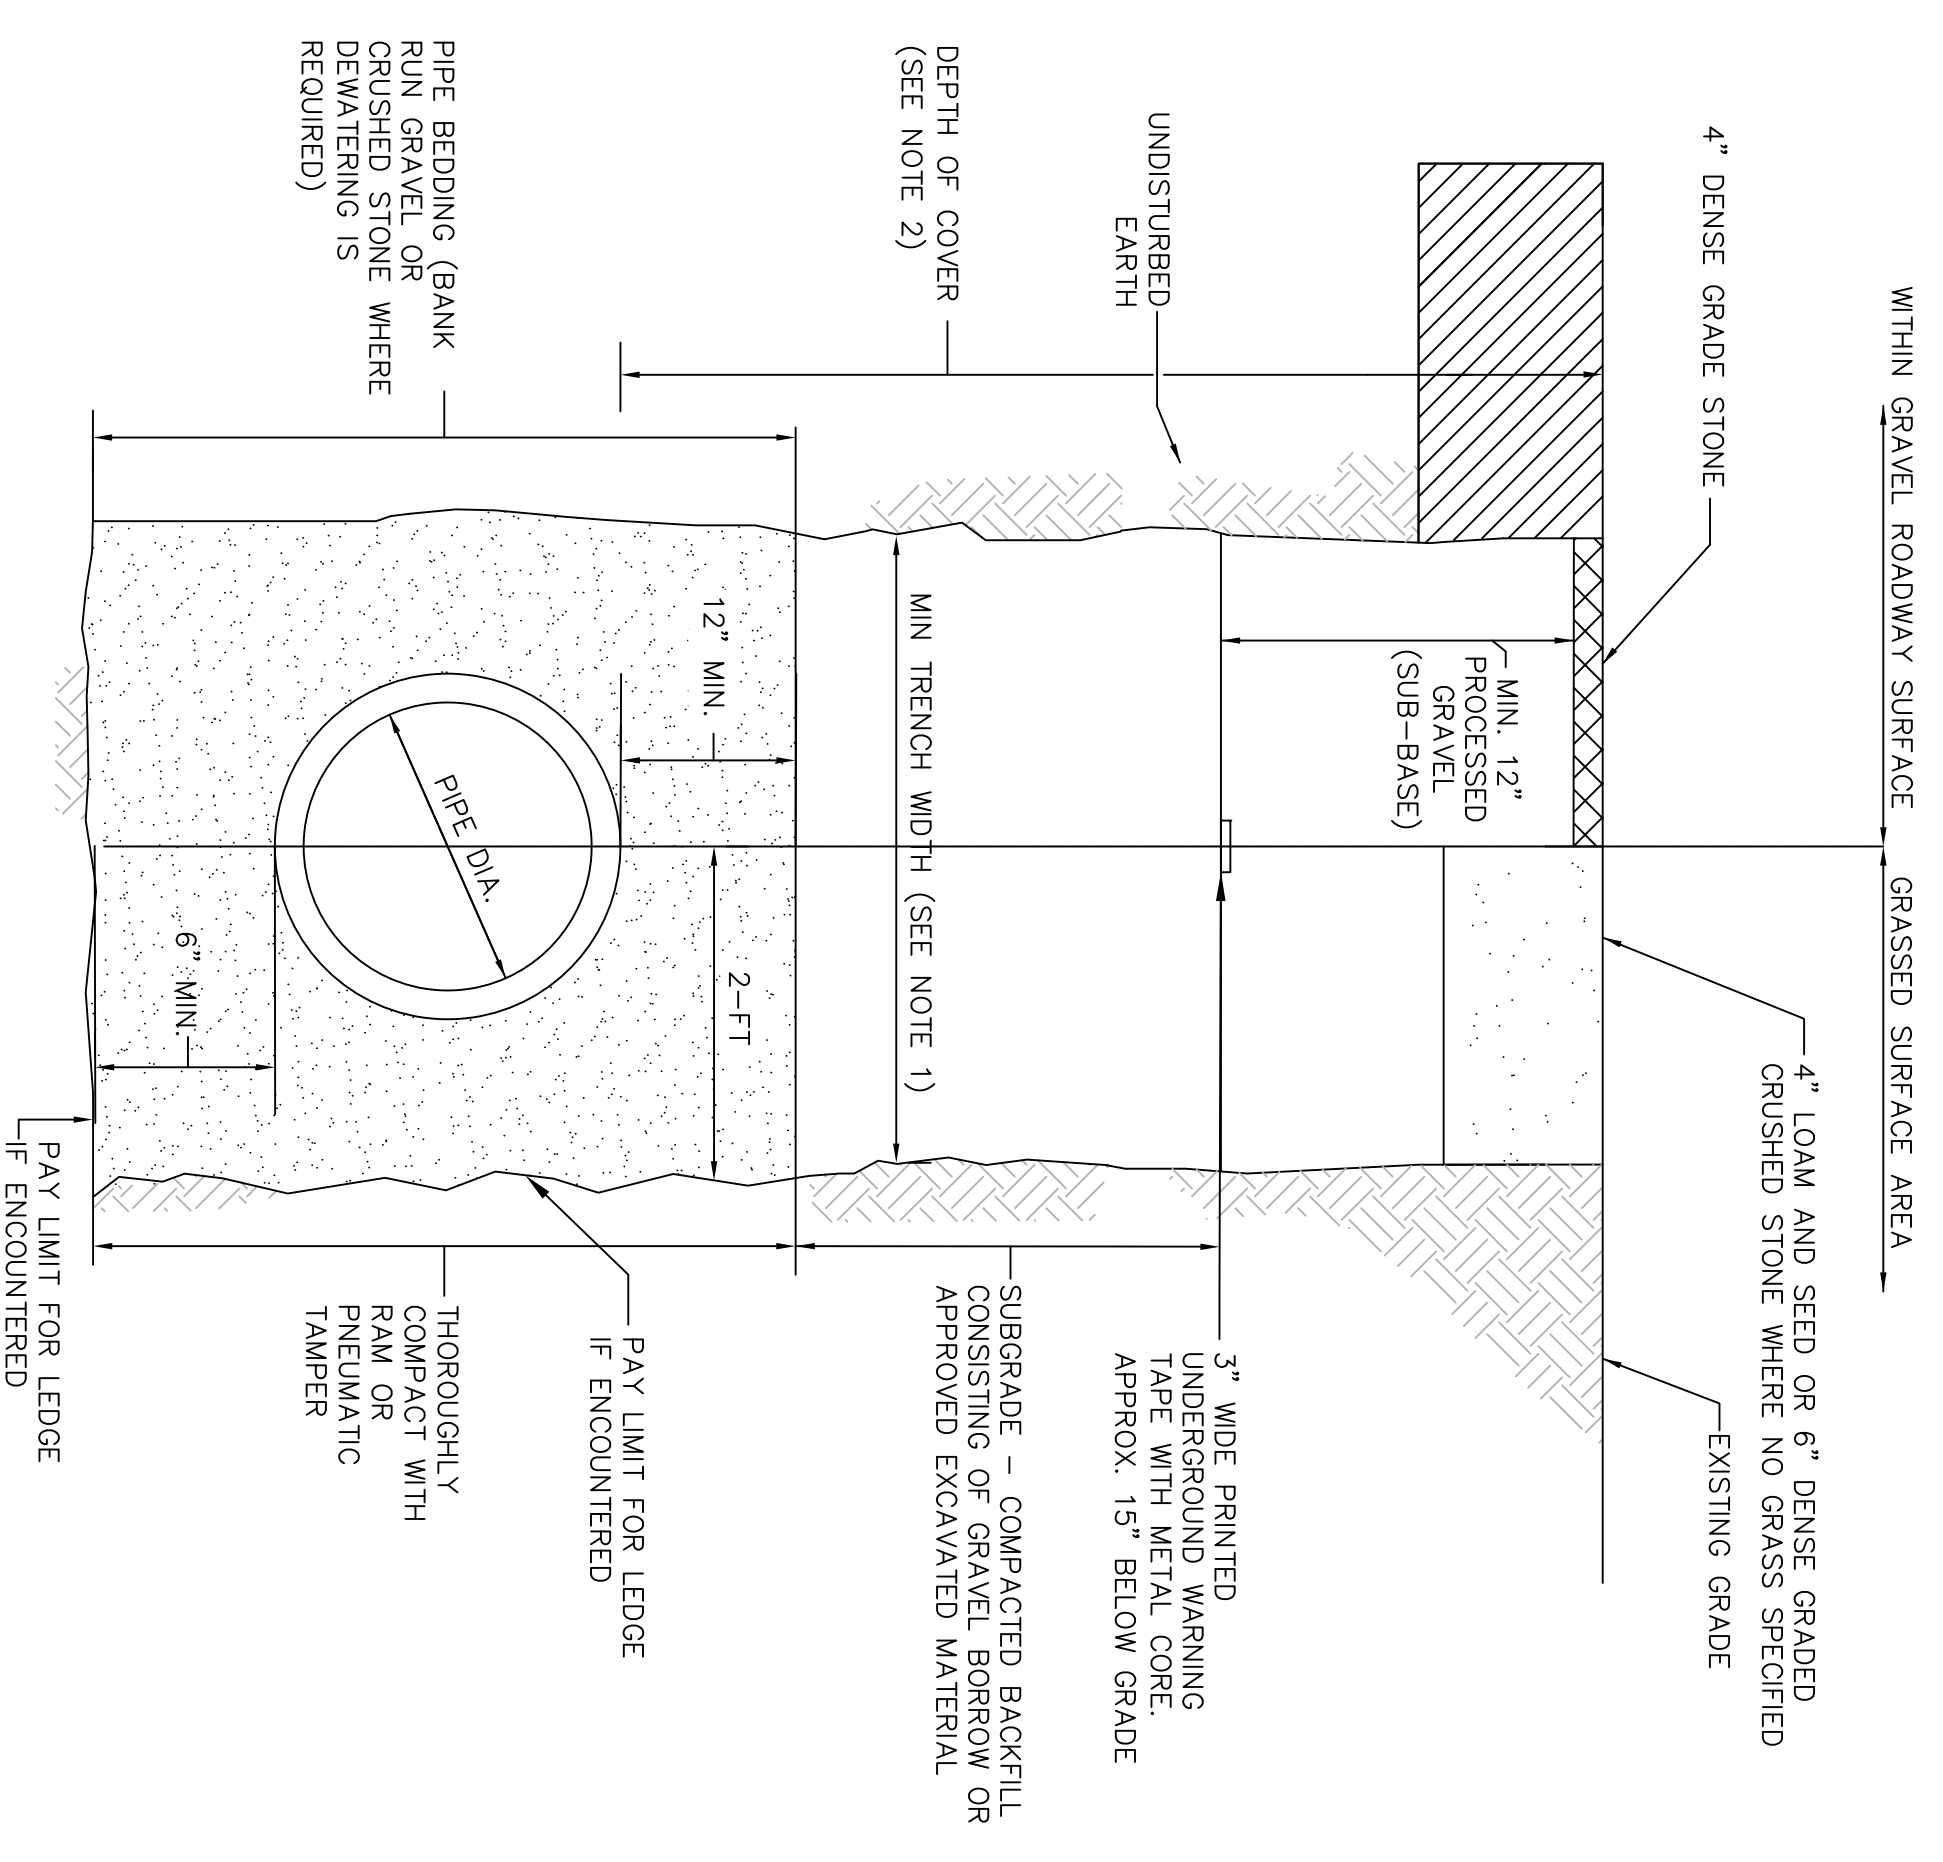 WITHIN GRAVEL ROADWAY SURFACE
GRASSED SURFACE AREA
4" DENSE GRADE STONE
4" LOAM AND SEED OR 6" DENSE GRADED
CRUSHED STONE WHERE NO GRASS SPECIFIED
EXISTING GRADE
MIN. 12"
PROCESSED
GRAVEL
(SUB-BASE)
UNDISTURBED
EARTH
3" WIDE PRINTED
UNDERGROUND WARNING
TAPE WITH METAL CORE.
APPROX. 15" BELOW GRADE
DEPTH OF COVER
(SEE NOTE 2)
MIN TRENCH WIDTH (SEE NOTE 1)
SUBGRADE - COMPACTED BACKFILL
CONSISTING OF GRAVEL BORROW OR
APPROVED EXCAVATED MATERIAL
12" MIN.
2-FT
PAY LIMIT FOR LEDGE
IF ENCOUNTERED
PIPE BEDDING (BANK
RUN GRAVEL OR
CRUSHED STONE WHERE
DEWATERING IS
REQUIRED)
PIPE DIA.
THOROUGHLY
COMPACT WITH
RAM OR
PNEUMATIC
TAMPER
6" MIN.
PAY LIMIT FOR LEDGE
IF ENCOUNTERED